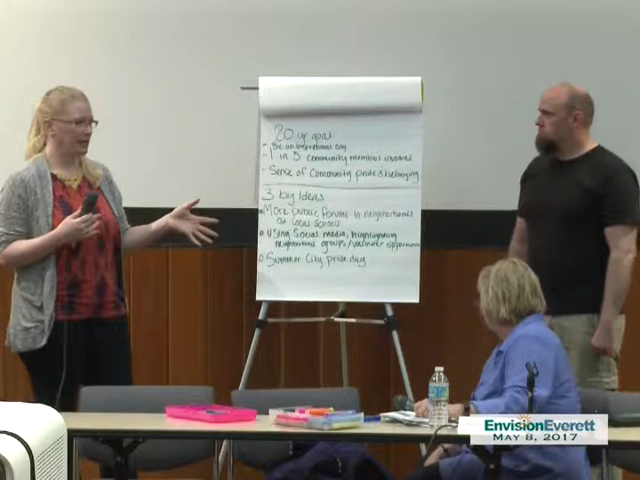 20 yr goal
Be an Inspirational City
- 1 in 5 community members involved
- Sense of Community pride & belonging
3 big Ideas
More public forums in neighborhoods
at local schools
Using Social media, highlighting
neighborhood groups/volunteer opportunities
Summer City pride day
EnvisionEverett
MAY 8, 2017